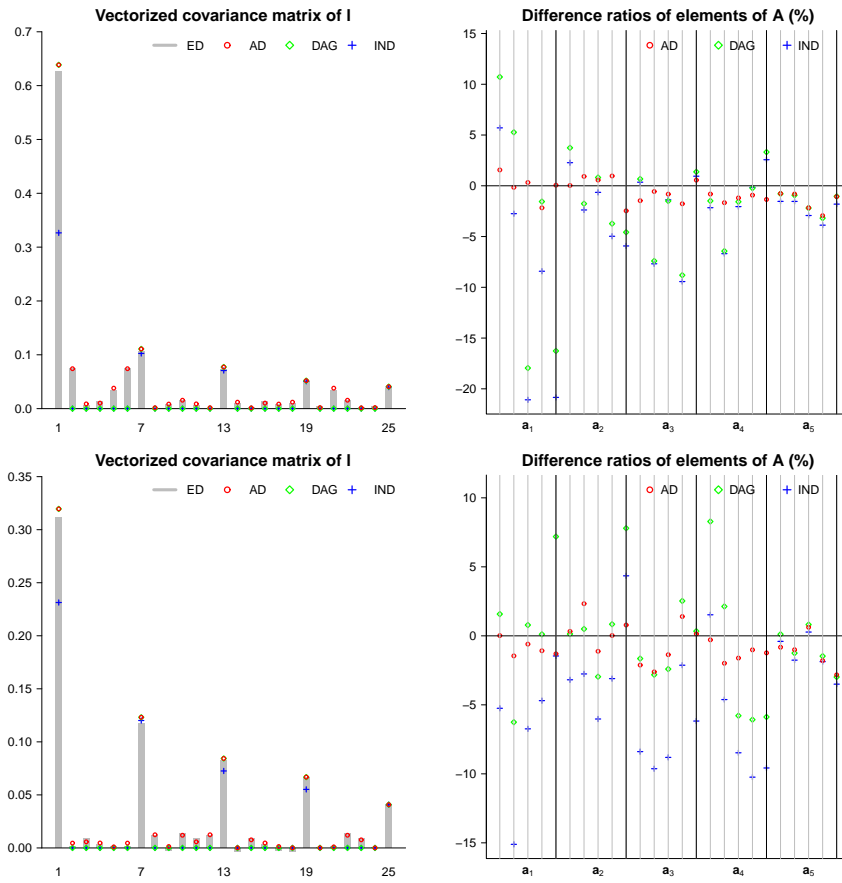 Vectorized covariance matrix of I
ED AD DAG IND
0.7
0.6
0.5
0.4
0.3
0.2
0.1
0.0
1 7 13 19 25
Difference ratios of elements of A (%)
AD DAG IND
15
10
5
0
−5
−10
−15
−20
a1 a2 a3 a4 a5
Vectorized covariance matrix of I
ED AD DAG IND
0.35
0.30
0.25
0.20
0.15
0.10
0.05
0.00
1 7 13 19 25
Difference ratios of elements of A (%)
AD DAG IND
10
5
0
−5
−10
−15
a1 a2 a3 a4 a5